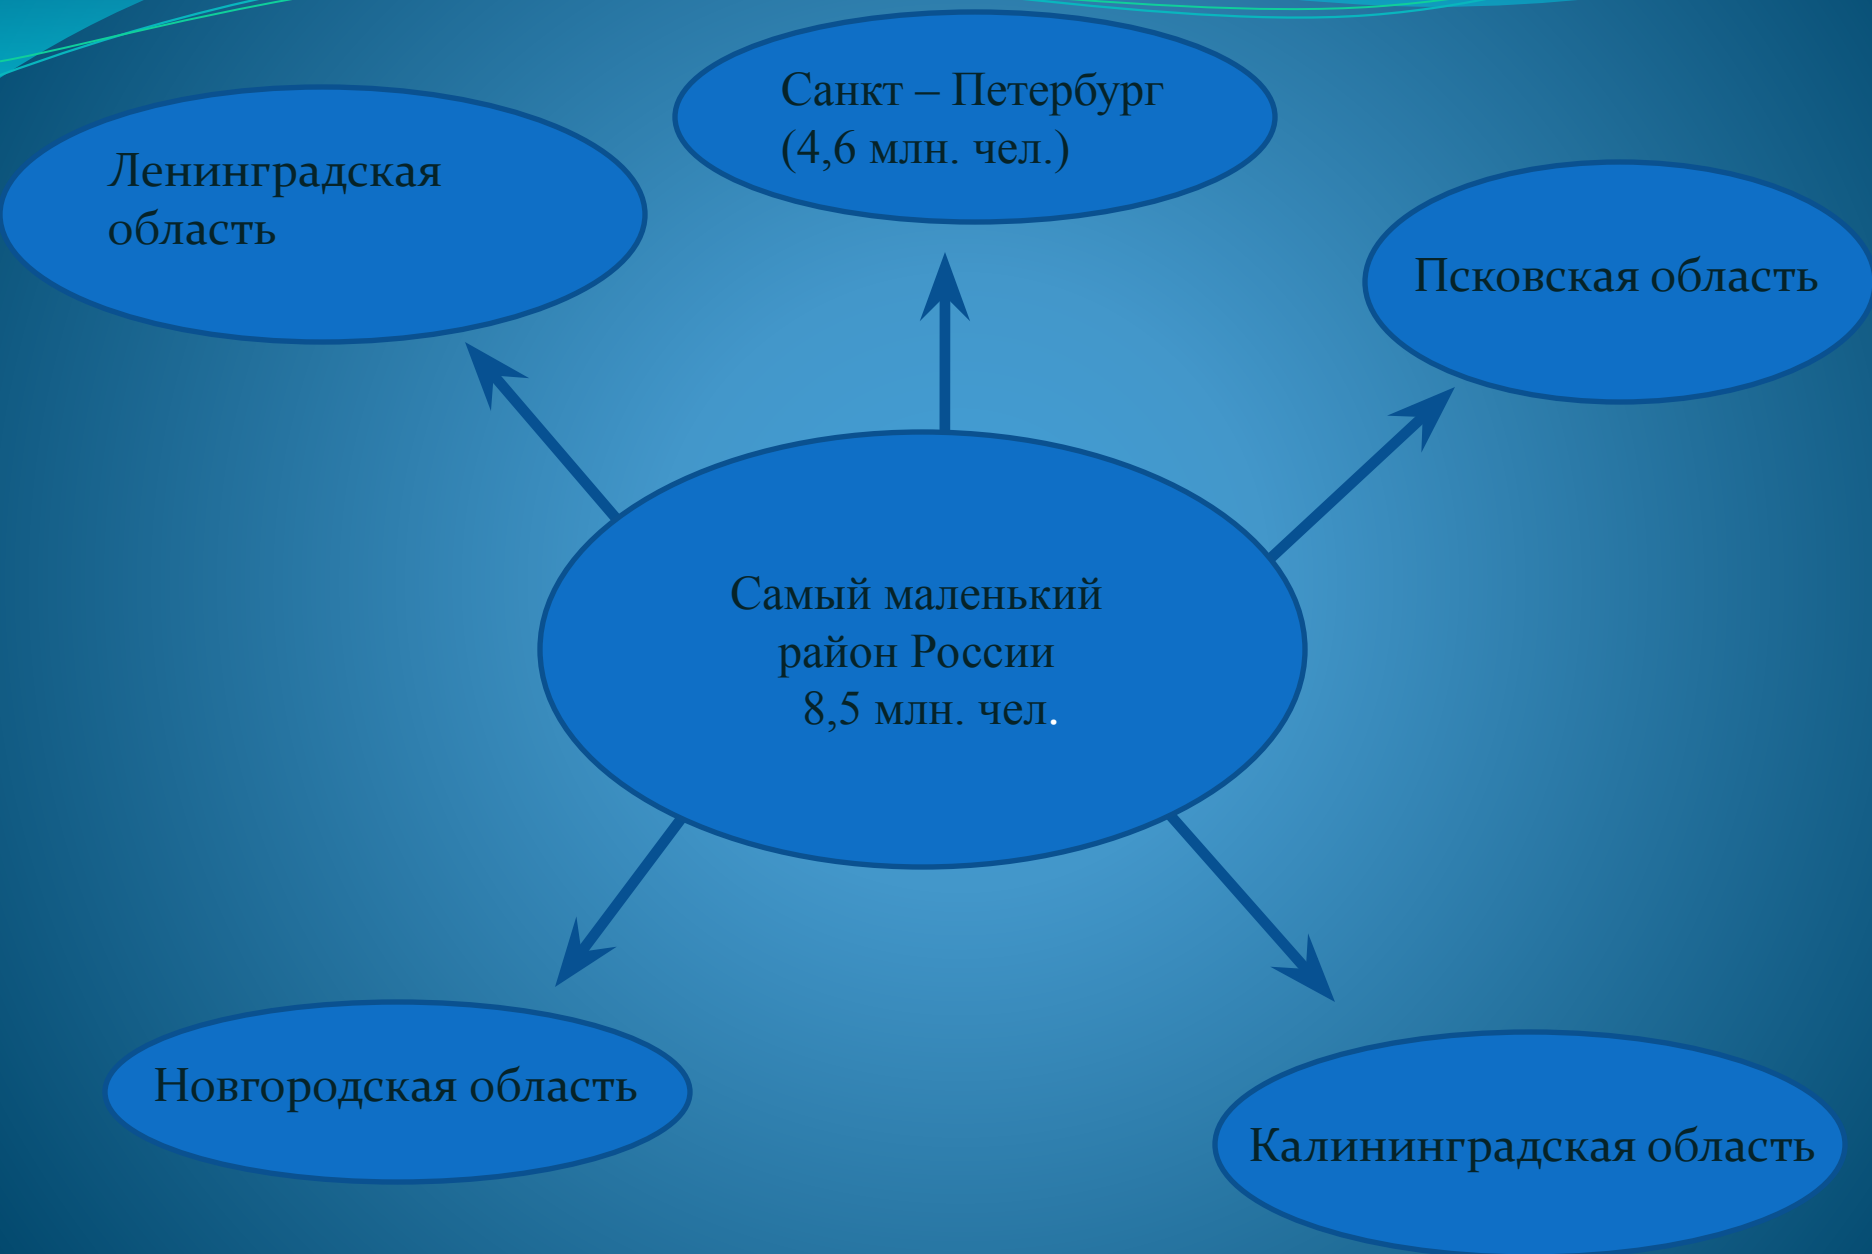 Санкт – Петербург
(4,6 млн. чел.)
Ленинградская
область
Псковская область
Самый маленький
район России
8,5 млн. чел.
Новгородская область
Калининградская область